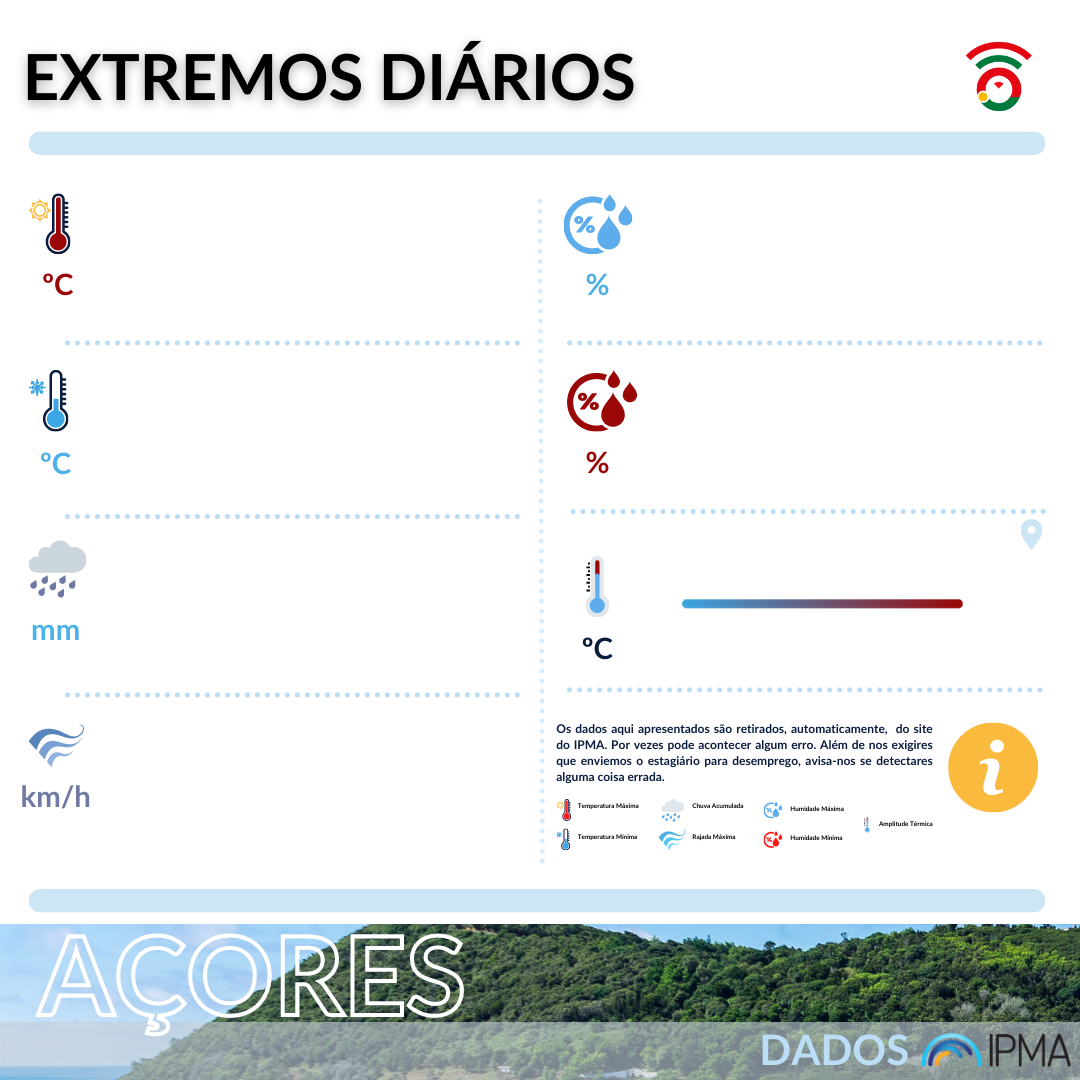 EXTREMOS DIÁRIOS
ºC
%
ºC
%
mm
ºC
km/h
Os dados aqui apresentados são retirados, automaticamente, do site
do IPMA. Por vezes pode acontecer algum erro. Além de nos exigires
que enviemos o estagiário para desemprego, avisa-nos se detectares
alguma coisa errada.
Temperatura Máxima
Chuva Acumulada
Humidade Máxima
Amplitude Térmica
Temperatura Mínima
Rajada Máxima
Humidade Mínima
AÇORES
DADOS IPMA